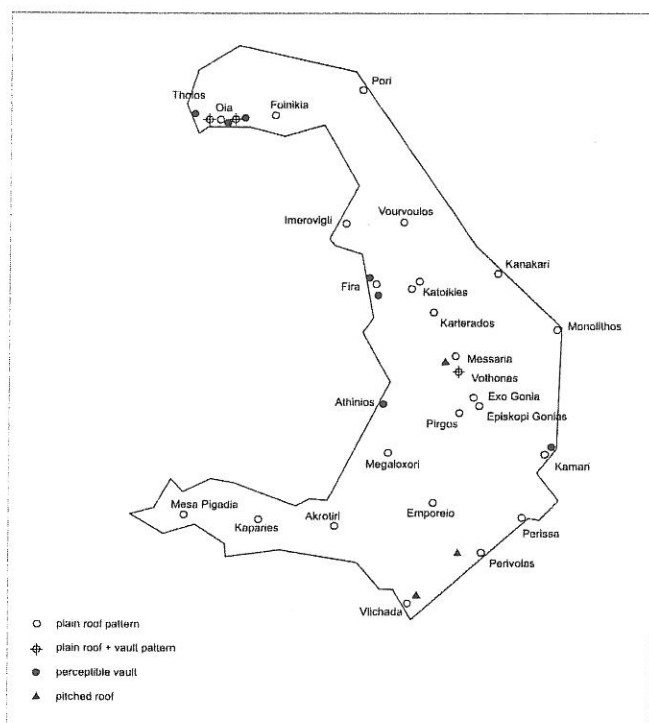 Pori
Tholos
Oia
Foinikia
Imerovigli
Vourvoulos
Kanakari
Fira
Katoikies
Karterados
Monolithos
Messaria
Vothonas
Athinios
Exo Gonia
Episkopi Gonias
Pirgos
Megaloxori
Kamari
Mesa Pigadia
Kaparies
Akrotiri
Emporeio
Perissa
Perivolas
Vlichada
plain roof pattern
plain roof + vault pattern
perceptible vault
pitched roof